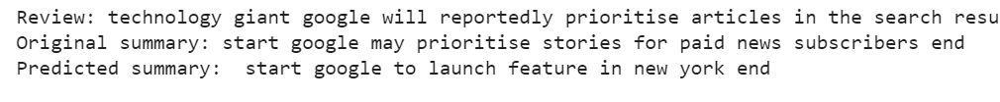 Review: technology giant google will reportedly prioritise articles in the search resu
Original summary: start google may prioritise stories for paid news subscribers end
Predicted summary:  start google to launch feature in new york end